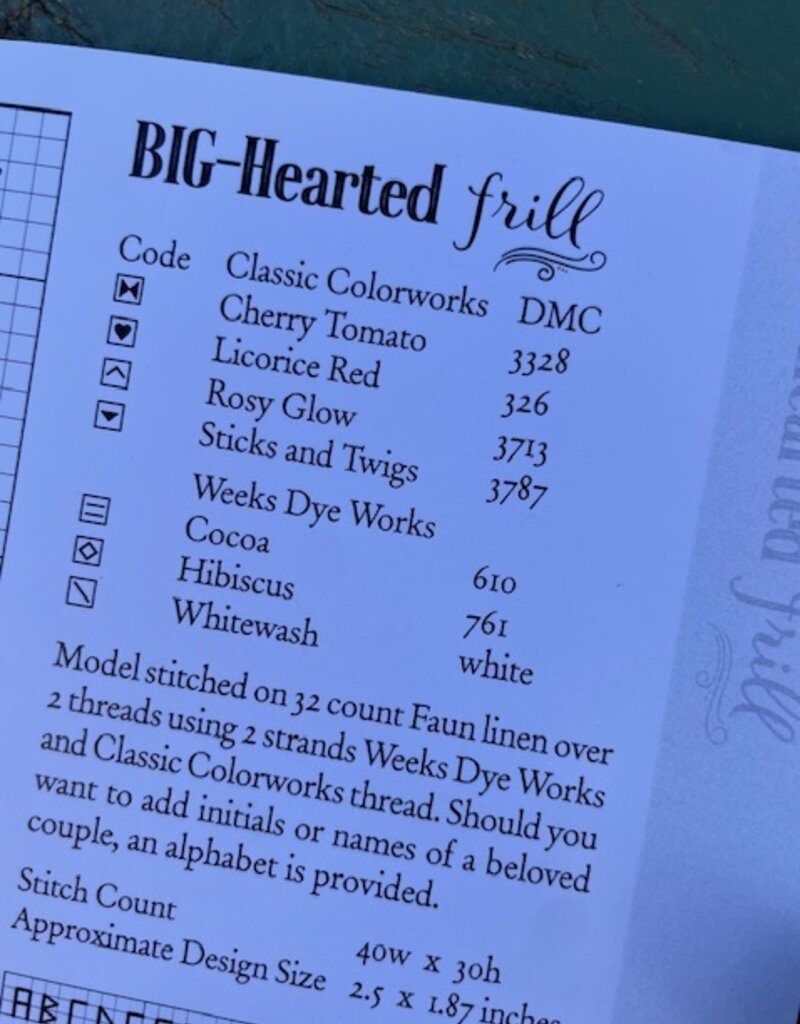 BIG-Hearted frill
Code Classic Colorworks DMC
Cherry Tomato 3328
Licorice Red 326
Rosy Glow 3713
Sticks and Twigs 3787
Weeks Dye Works
Cocoa 610
Hibiscus 761
Whitewash white
Model stitched on 32 count Faun linen over
2 threads using 2 strands Weeks Dye Works
and Classic Colorworks thread. Should you
want to add initials or names of a beloved
couple, an alphabet is provided.
Stitch Count 40w x 30h
Approximate Design Size 2.5 x 1.87 inches
frill